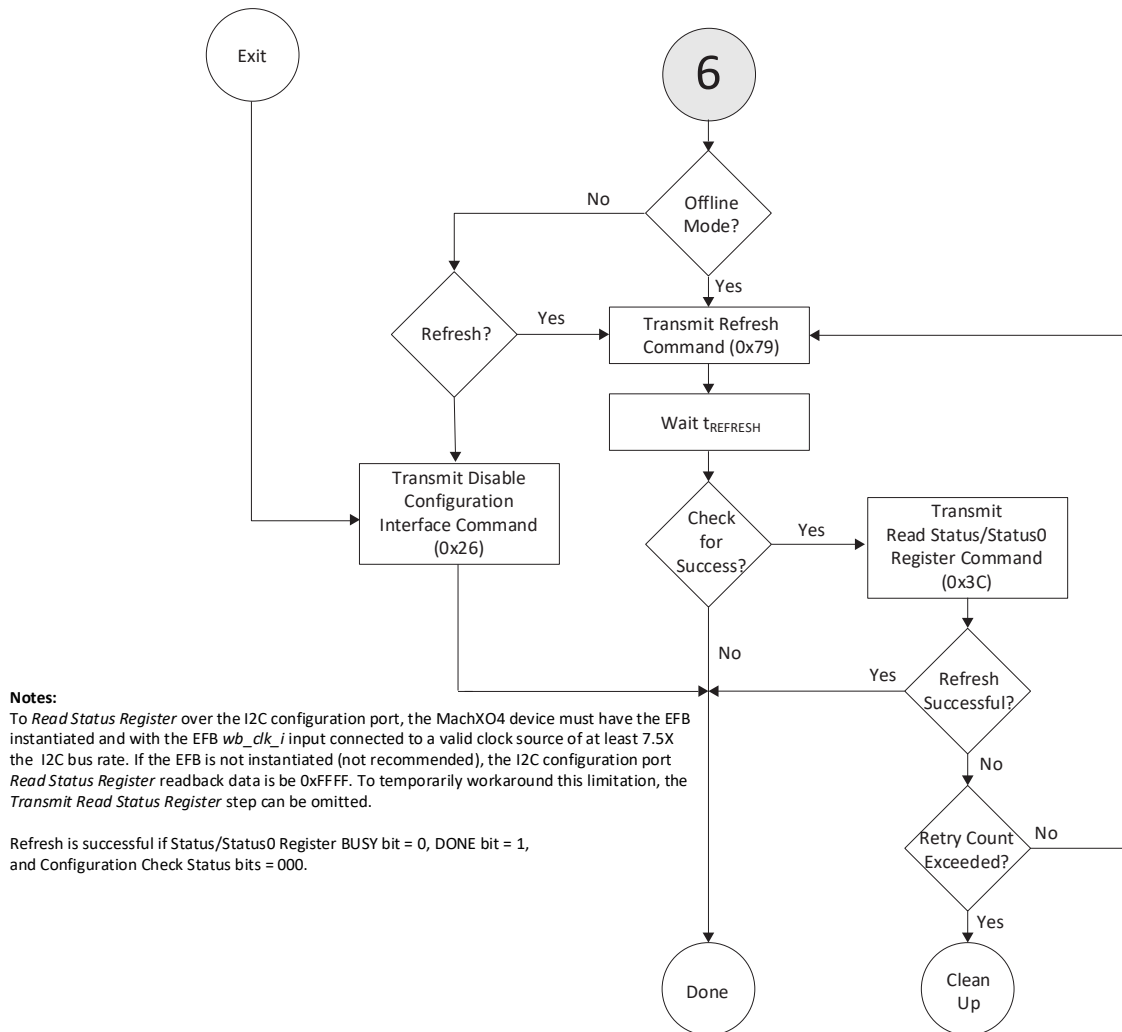 Exit
6
Offline
Mode?
No
Yes
Refresh?
Yes
Transmit Refresh
Command (0x79)
Wait tREFRESH
Transmit Disable
Configuration
Interface Command
(0x26)
Check
for
Success?
Yes
Transmit
Read Status/Status0
Register Command
(0x3C)
No
Yes
Refresh
Successful?
No
Notes:
To Read Status Register over the I2C configuration port, the MachXO4 device must have the EFB
instantiated and with the EFB wb_clk_i input connected to a valid clock source of at least 7.5X
the I2C bus rate. If the EFB is not instantiated (not recommended), the I2C configuration port
Read Status Register readback data is be 0xFFFF. To temporarily workaround this limitation, the
Transmit Read Status Register step can be omitted.
Refresh is successful if Status/Status0 Register BUSY bit = 0, DONE bit = 1,
and Configuration Check Status bits = 000.
Retry Count
Exceeded?
No
Yes
Done
Clean
Up